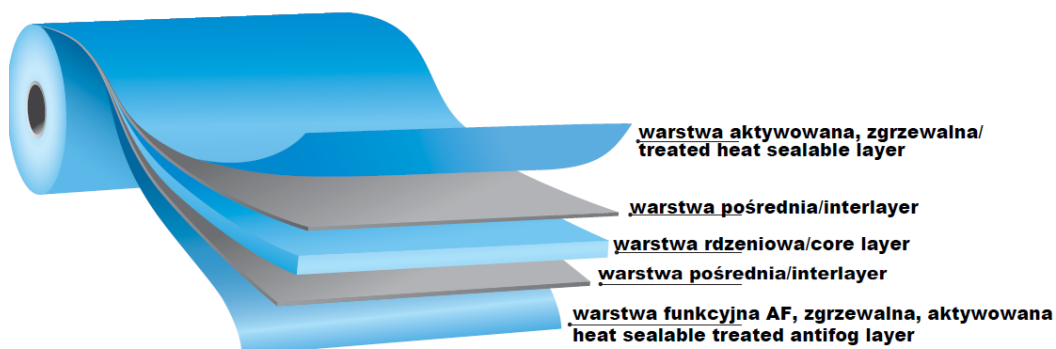 warstwa aktywowana, zgrzewalna/
treated heat sealable layer
warstwa pośrednia/interlayer
warstwa rdzeniowa/core layer
warstwa pośrednia/interlayer
warstwa funkcyjna AF, zgrzewalna, aktywowana
heat sealable treated antifog layer